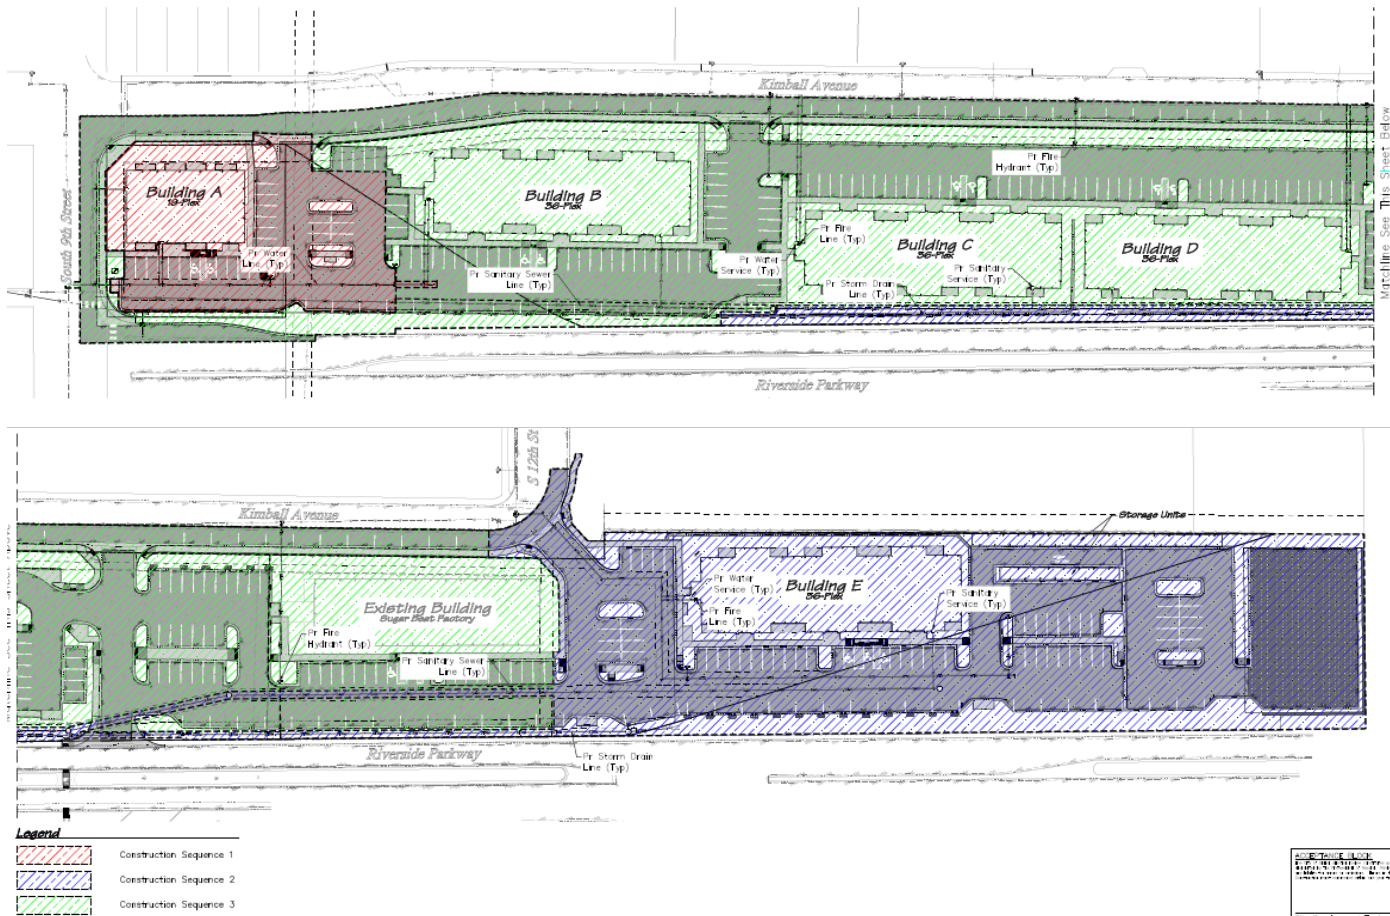 Kimball Avenue
Pr Fire
Hydrant (Typ)
Matchline See This Sheet Below
South 9th Street
Building A
19-Plex
Building B
36-Plex
Pr Fire
Line (Typ)
Building C
36-Plex
Building D
36-Plex
Pr Water
Line (Typ)
Pr Sanitary Sewer
Line (Typ)
Pr Water
Service (Typ)
Pr Sanitary
Service (Typ)
Pr Storm Drain
Line (Typ)
Riverside Parkway
S 12th St
Kimball Avenue
Storage Units
Building E
36-Plex
Pr Water
Service (Typ)
Pr Sanitary
Service (Typ)
Pr Fire
Line (Typ)
Existing Building
Sugar Beet Factory
Pr Fire
Hydrant (Typ)
Pr Sanitary Sewer
Line (Typ)
Riverside Parkway
Pr Storm Drain
Line (Typ)
Legend
Construction Sequence 1
Construction Sequence 2
Construction Sequence 3
ACCEPTANCE BLOCK